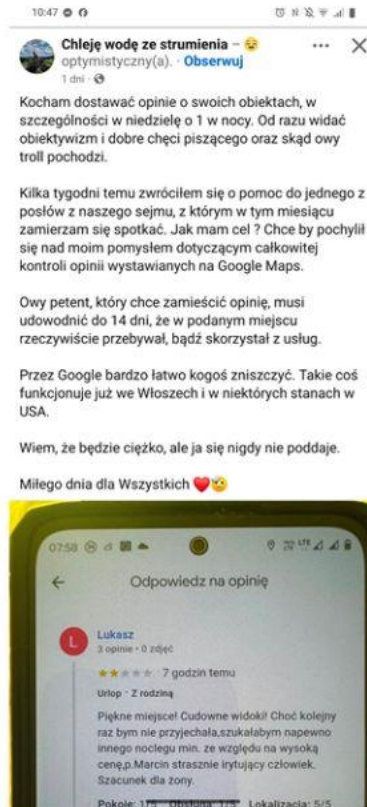 10:47
Chleję wodę ze strumienia – 😌
optymistyczny(a). · Obserwuj
1 dni ·
Kocham dostawać opinie o swoich obiektach, w
szczególności w niedzielę o 1 w nocy. Od razu widać
obiektywizm i dobre chęci piszącego oraz skąd owy
troll pochodzi.
Kilka tygodni temu zwróciłem się o pomoc do jednego z
posłów z naszego sejmu, z którym w tym miesiącu
zamierzam się spotkać. Jak mam cel ? Chce by pochylił
się nad moim pomysłem dotyczącym całkowitej
kontroli opinii wystawianych na Google Maps.
Owy petent, który chce zamieścić opinię, musi
udowodnić do 14 dni, że w podanym miejscu
rzeczywiście przebywał, bądź skorzystał z usług.
Przez Google bardzo łatwo kogoś zniszczyć. Takie coś
funkcjonuje już we Włoszech i w niektórych stanach w
USA.
Wiem, że będzie ciężko, ale ja się nigdy nie poddaje.
Miłego dnia dla Wszystkich ❤️🤒
07:58 LTE
Odpowiedz na opinię
L
Lukasz
3 opinie · 0 zdjęć
7 godzin temu
Urlop · Z rodziną
Piękne miejsce! Cudowne widoki! Choć kolejny
raz bym nie przyjechała,szukałabym napewno
innego noclegu min. ze względu na wysoką
cenę,p.Marcin strasznie irytujący człowiek.
Szacunek dla żony.
Pokoje: 1/5 Obsługa: Lokalizacja: 5/5